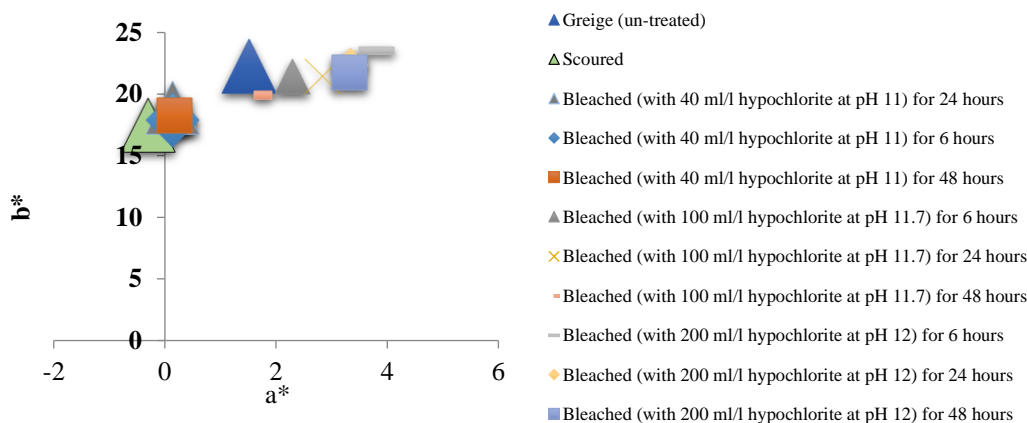 25
20
15
10
5
0
b*
-2 0 2 4 6
a*
Greige (un-treated)
Scoured
Bleached (with 40 ml/l hypochlorite at pH 11) for 24 hours
Bleached (with 40 ml/l hypochlorite at pH 11) for 6 hours
Bleached (with 40 ml/l hypochlorite at pH 11) for 48 hours
Bleached (with 100 ml/l hypochlorite at pH 11.7) for 6 hours
Bleached (with 100 ml/l hypochlorite at pH 11.7) for 24 hours
Bleached (with 100 ml/l hypochlorite at pH 11.7) for 48 hours
Bleached (with 200 ml/l hypochlorite at pH 12) for 6 hours
Bleached (with 200 ml/l hypochlorite at pH 12) for 24 hours
Bleached (with 200 ml/l hypochlorite at pH 12) for 48 hours